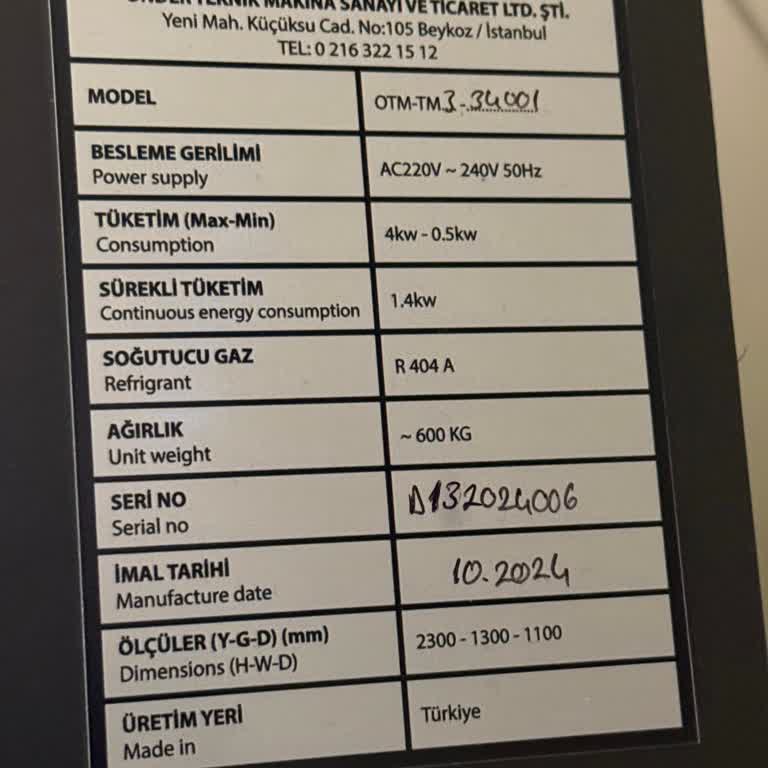 TEKNİK MAKİNA SANAYİ VE TİCARET LTD. ŞTİ.
Yeni Mah. Küçüksu Cad. No:105 Beykoz / İstanbul
TEL: 0 216 322 15 12
MODEL
OTM-TM3-34001
BESLEME GERİLİMİ
Power supply
AC220V ~ 240V 50Hz
TÜKETİM (Max-Min)
Consumption
4kw - 0.5kw
SÜREKLİ TÜKETİM
Continuous energy consumption
1.4kw
SOĞUTUCU GAZ
Refrigrant
R 404 A
AĞIRLIK
Unit weight
~ 600 KG
SERİ NO
Serial no
D132024006
İMAL TARİHİ
Manufacture date
10.2024
ÖLÇÜLER (Y-G-D) (mm)
Dimensions (H-W-D)
2300 - 1300 - 1100
ÜRETİM YERİ
Made in
Türkiye